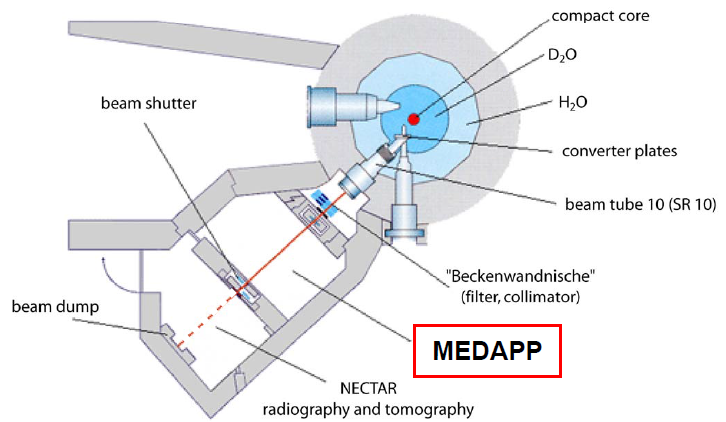 compact core
D₂O
H₂O
beam shutter
converter plates
beam tube 10 (SR 10)
"Beckenwandnische"
(filter, collimator)
beam dump
MEDAPP
NECTAR
radiography and tomography